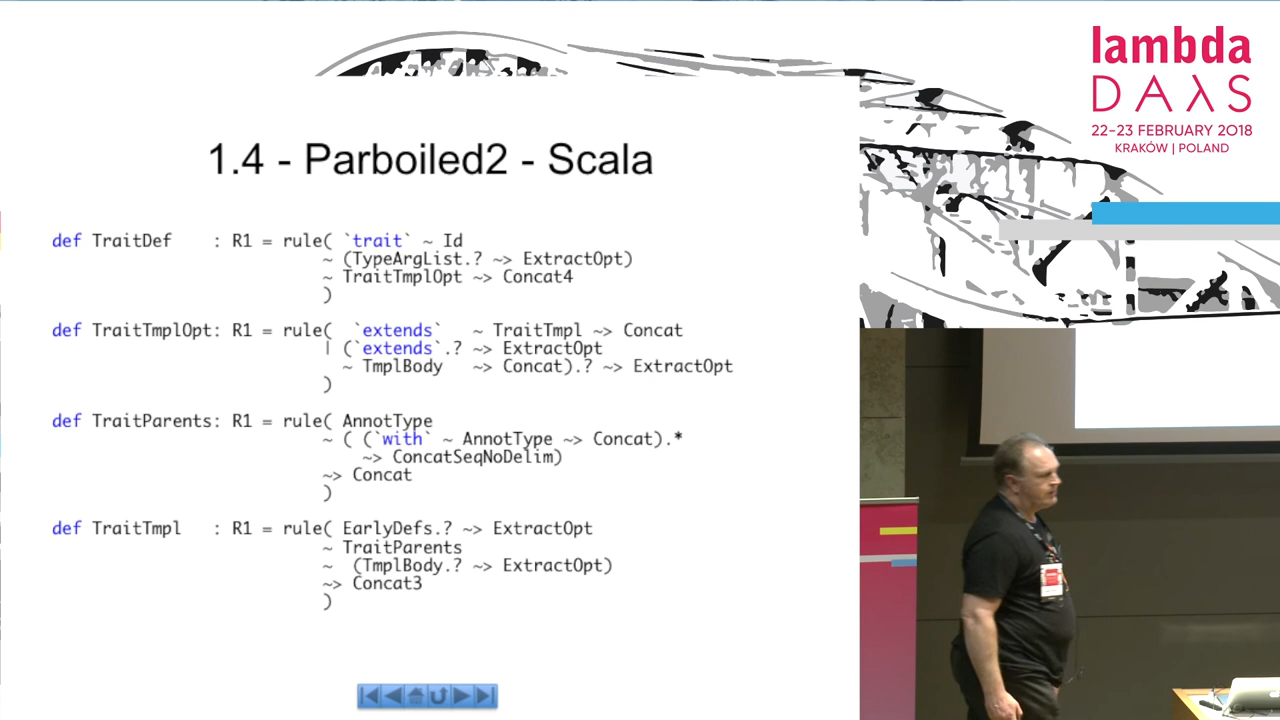 lambda
DAλS
22-23 FEBRUARY 2018
KRAKÓW | POLAND
1.4 - Parboiled2 - Scala
def TraitDef    : R1 = rule( `trait` ~ Id
                           ~ (TypeArgList.? ~> ExtractOpt)
                           ~ TraitTmplOpt ~> Concat4
                           )
def TraitTmplOpt: R1 = rule(  `extends`   ~ TraitTmpl ~> Concat
                           | (`extends`.? ~> ExtractOpt
                             ~ TmplBody   ~> Concat).? ~> ExtractOpt
                           )
def TraitParents: R1 = rule( AnnotType
                           ~ ( (`with` ~ AnnotType ~> Concat).*
                               ~> ConcatSeqNoDelim)
                           ~> Concat
                           )
def TraitTmpl   : R1 = rule( EarlyDefs.? ~> ExtractOpt
                           ~ TraitParents
                           ~  (TmplBody.? ~> ExtractOpt)
                           ~> Concat3
                           )